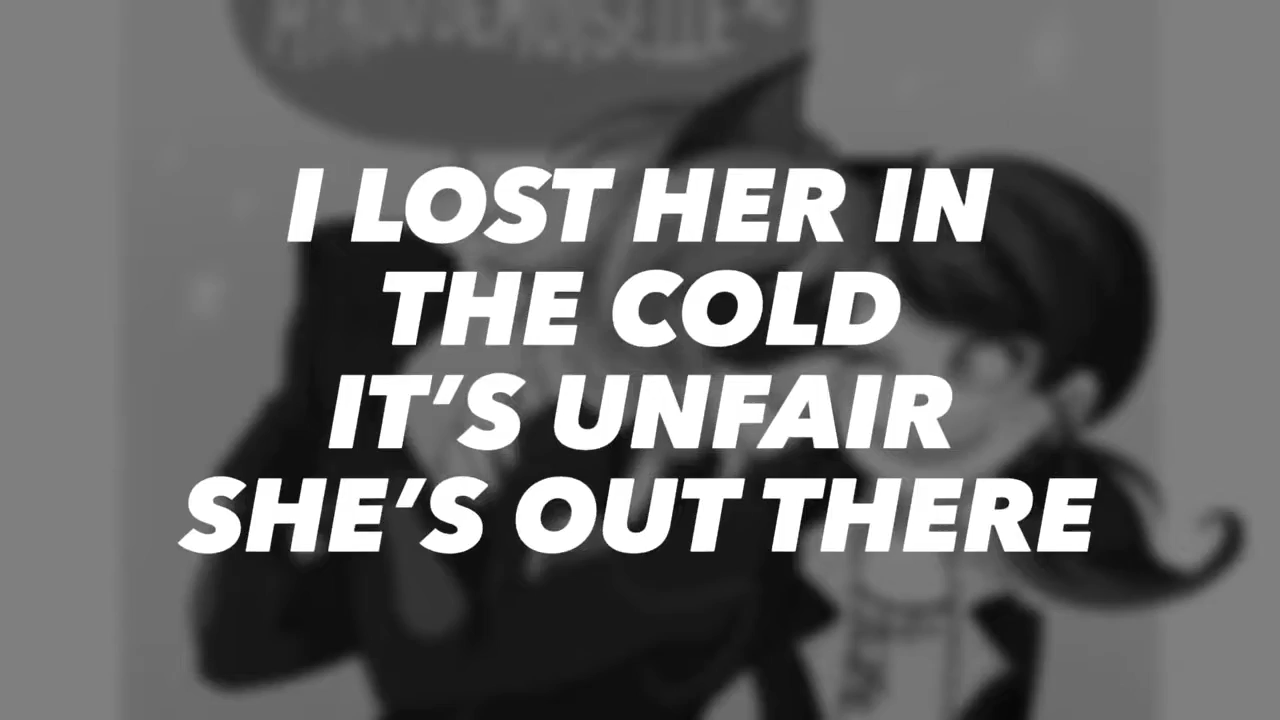 I LOST HER IN
THE COLD
IT’S UNFAIR
SHE’S OUT THERE